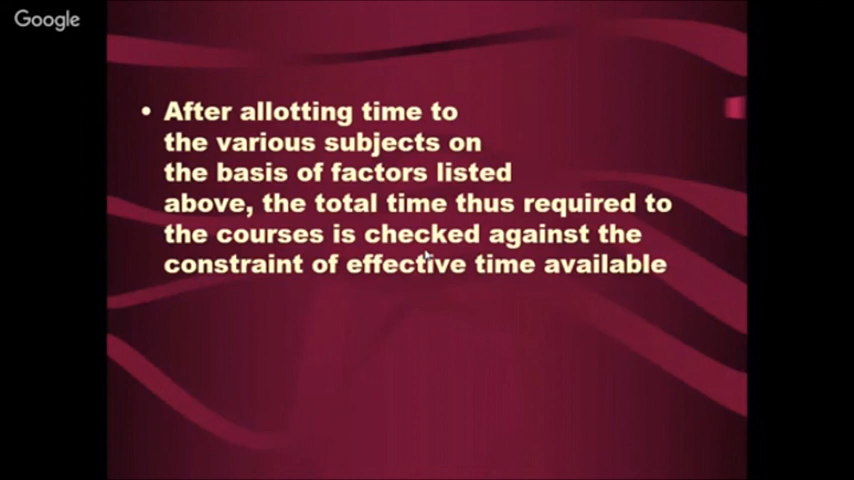 Google
• After allotting time to
the various subjects on
the basis of factors listed
above, the total time thus required to
the courses is checked against the
constraint of effective time available